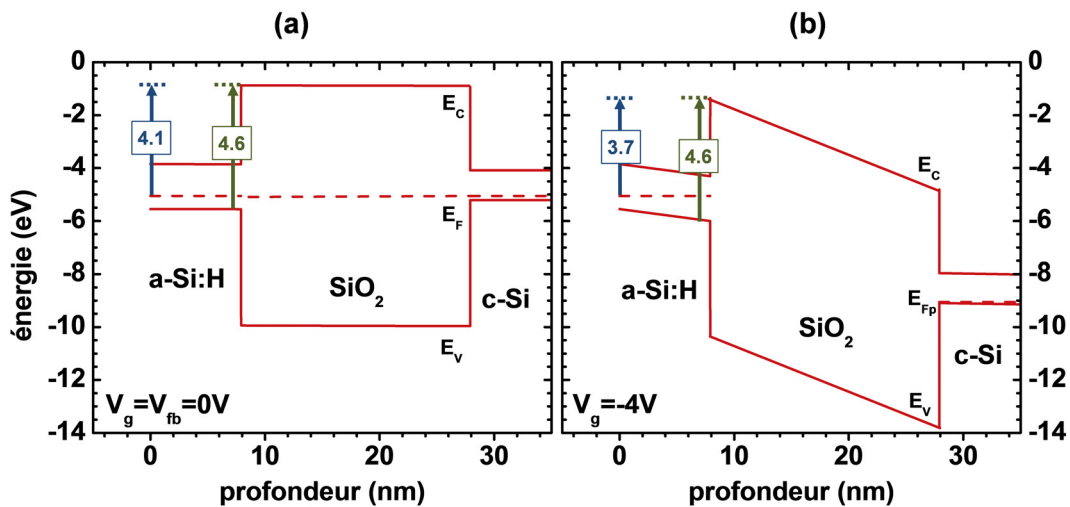 (a)
(b)
énergie (eV)
0
-2
-4
-6
-8
-10
-12
-14
4.1
4.6
E_C
E_F
a-Si:H
SiO₂
c-Si
E_V
V_g=V_fb=0V
0
10
20
30
profondeur (nm)
3.7
4.6
E_C
a-Si:H
E_Fp
SiO₂
c-Si
E_V
V_g=-4V
0
-2
-4
-6
-8
-10
-12
-14
0
10
20
30
profondeur (nm)